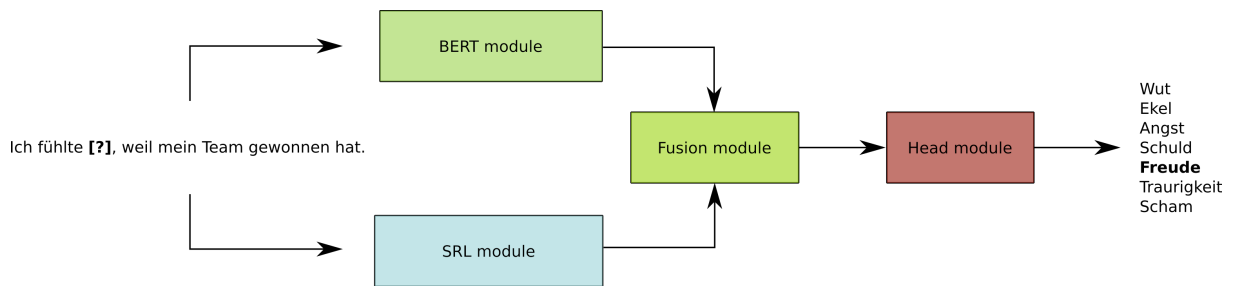 BERT module
Ich fühlte [?], weil mein Team gewonnen hat.
Fusion module
Head module
SRL module
Wut
Ekel
Angst
Schuld
Freude
Traurigkeit
Scham